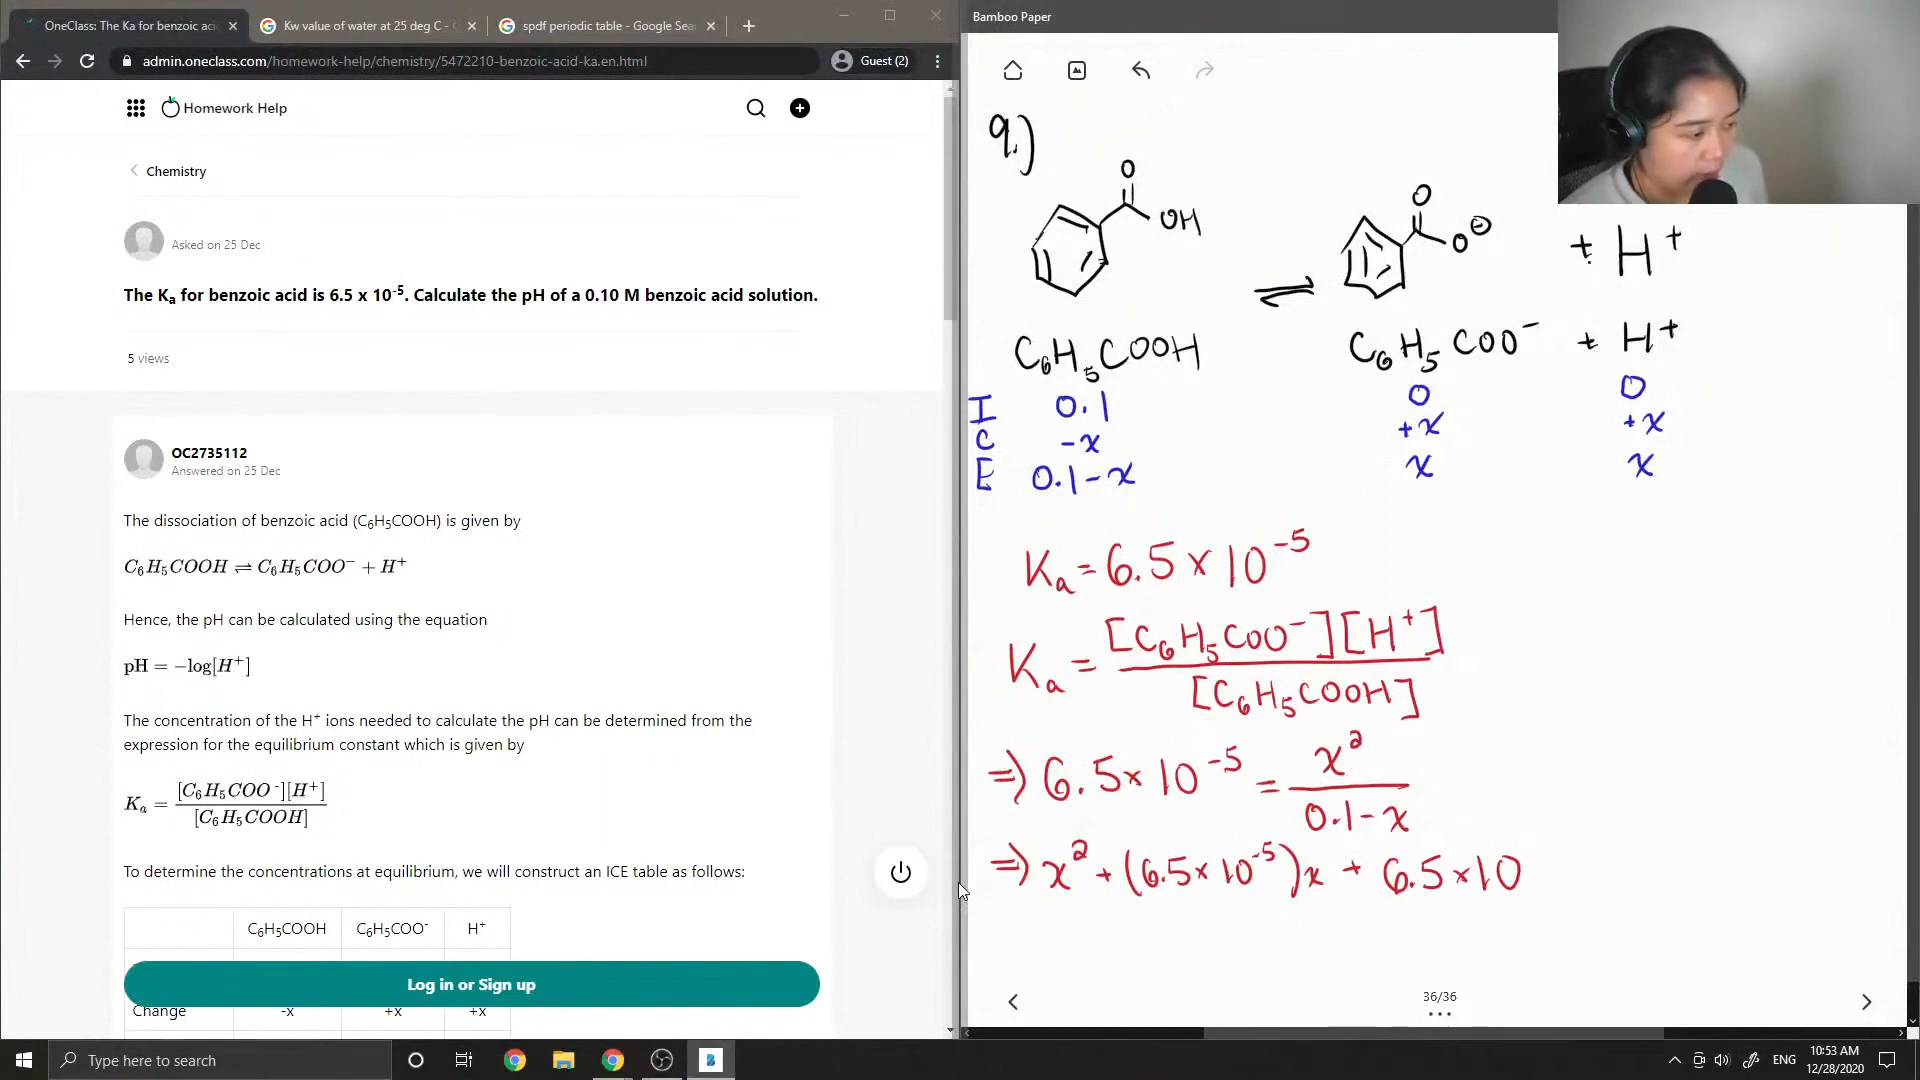 OneClass: The Ka for benzoic aci
Kw value of water at 25 deg C -
spdf periodic table - Google Sea
admin.oneclass.com/homework-help/chemistry/5472210-benzoic-acid-ka.en.html
Guest (2)
Homework Help
Chemistry
Asked on 25 Dec
The Ka for benzoic acid is 6.5 x 10-5. Calculate the pH of a 0.10 M benzoic acid solution.
5 views
OC2735112
Answered on 25 Dec
The dissociation of benzoic acid (C₆H₅COOH) is given by
C₆H₅COOH ⇌ C₆H₅COO⁻ + H⁺
Hence, the pH can be calculated using the equation
pH = −log[H⁺]
The concentration of the H⁺ ions needed to calculate the pH can be determined from the
expression for the equilibrium constant which is given by
Kₐ = [C₆H₅COO⁻][H⁺]
[C₆H₅COOH]
To determine the concentrations at equilibrium, we will construct an ICE table as follows:
C₆H₅COOH C₆H₅COO⁻ H⁺
Log in or Sign up
Change -x +x +x
Bamboo Paper
9.)
O
OH
O
O ⊖
+ H⁺
⇌
C₆H₅COOH C₆H₅COO⁻ + H⁺
I 0.1 0 0
C -x +x +x
E 0.1-x x x
Kₐ = 6.5 × 10⁻⁵
Kₐ = [C₆H₅COO⁻][H⁺]
[C₆H₅COOH]
⇒ 6.5 × 10⁻⁵ = x²
0.1-x
⇒ x² + (6.5 × 10⁻⁵)x + 6.5 × 10
36/36
Type here to search
ENG
10:53 AM
12/28/2020